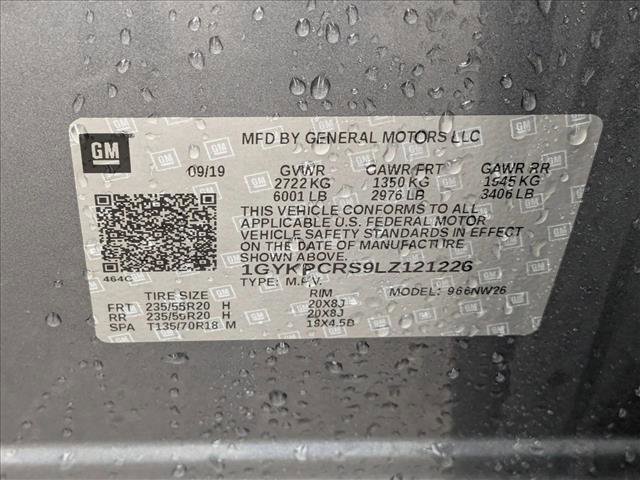 GM
MFD BY GENERAL MOTORS LLC
09/19 GVWR GAWR FRT GAWR RR
2722 KG 1350 KG 1545 KG
6001 LB 2976 LB 3406 LB
THIS VEHICLE CONFORMS TO ALL
APPLICABLE U.S. FEDERAL MOTOR
VEHICLE SAFETY STANDARDS IN EFFECT
ON THE DATE OF MANUFACTURE
SHOWN ABOVE.
464C 1GYKPCRS9LZ121226
TYPE: M.P.V. MODEL: 966NW26
TIRE SIZE RIM
FRT 235/55R20 H 20X8J
RR 235/55R20 H 20X8J
SPA T135/70R18 M 18X4.5B